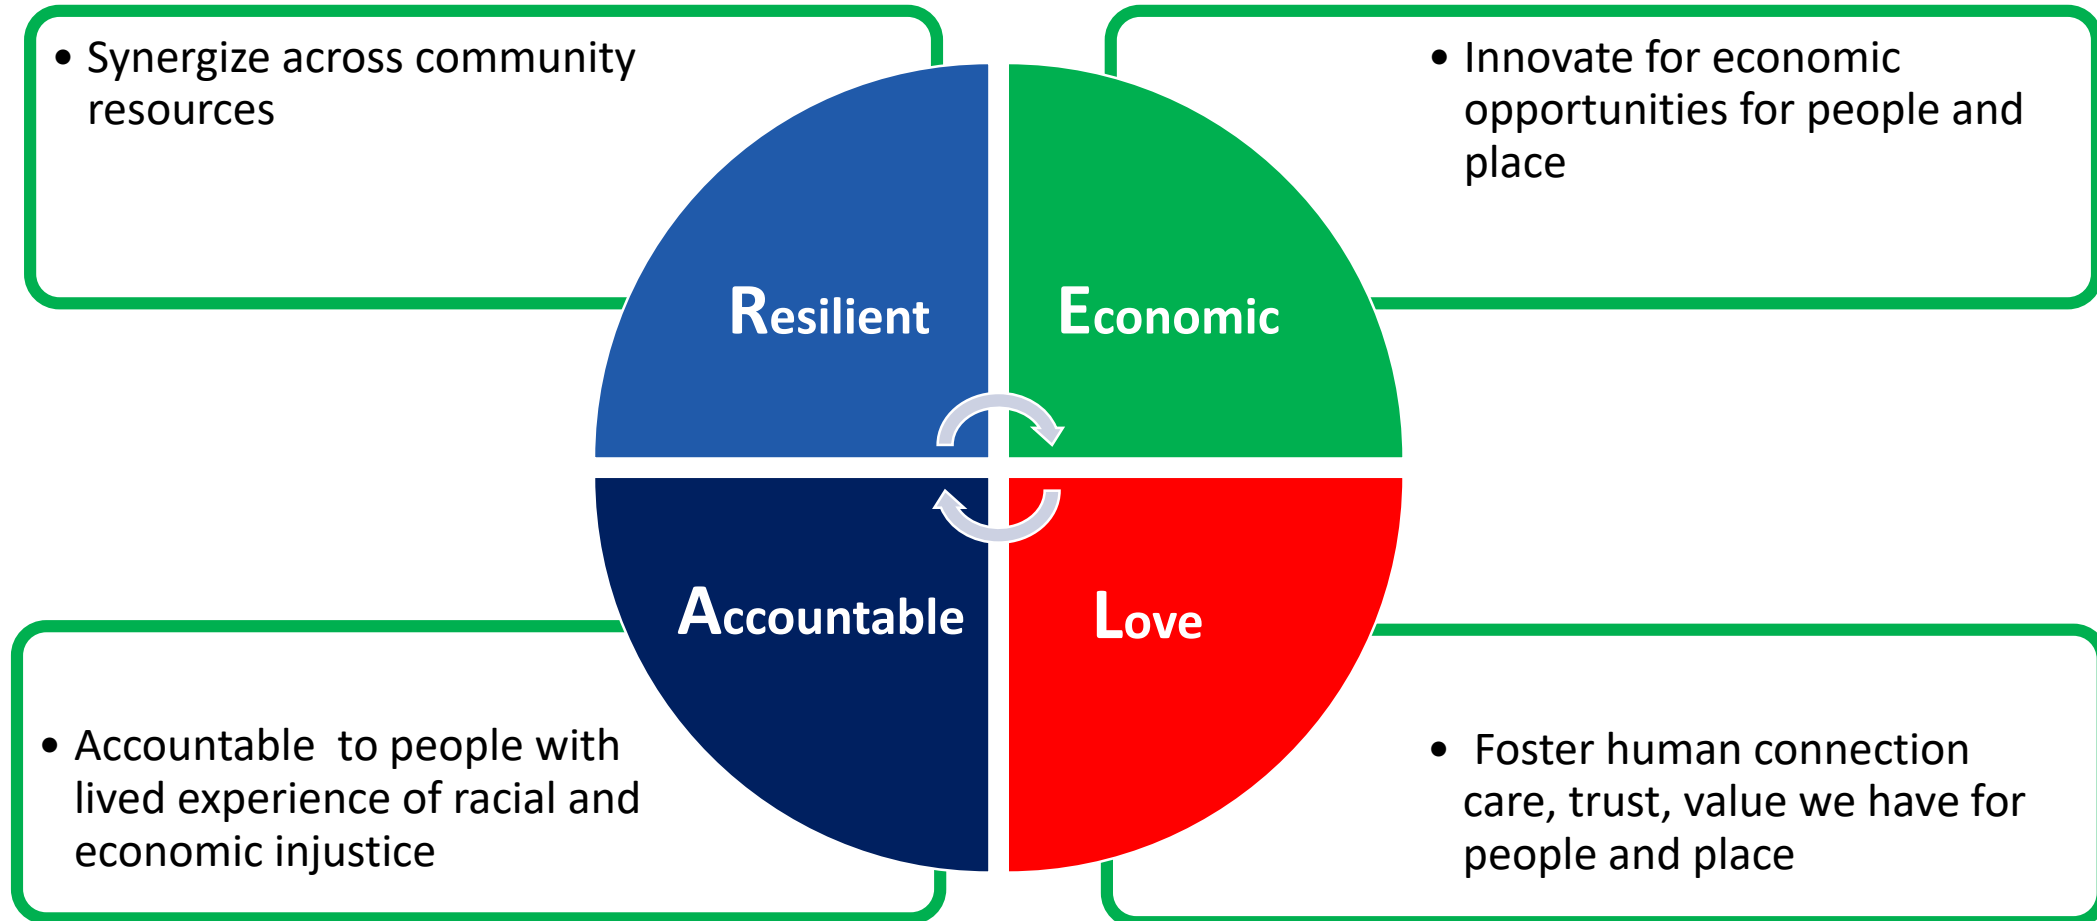 • Synergize across community
resources
• Innovate for economic
opportunities for people and
place
Resilient
Economic
Accountable
Love
• Accountable  to people with
lived experience of racial and
economic injustice
• Foster human connection
care, trust, value we have for
people and place